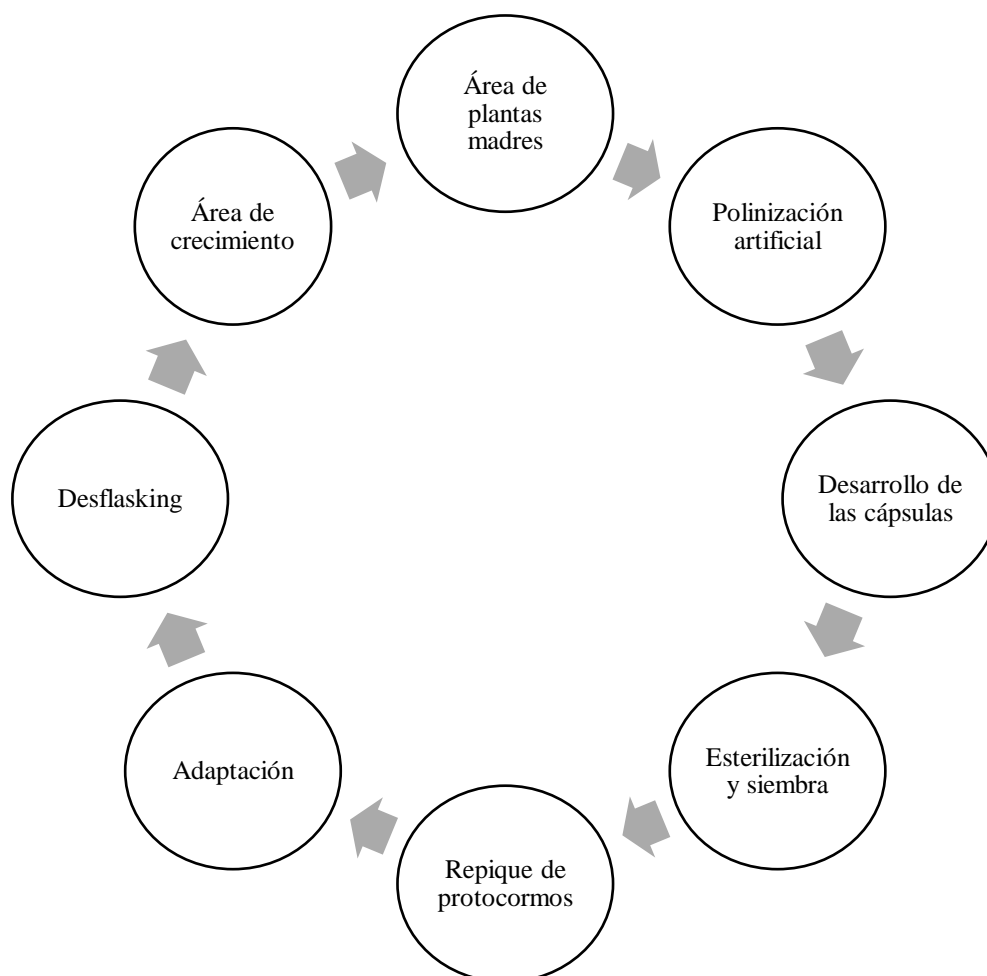 Área de
plantas
madres
Polinización
artificial
Desarrollo de
las cápsulas
Esterilización
y siembra
Repique de
protocormos
Adaptación
Desflasking
Área de
crecimiento